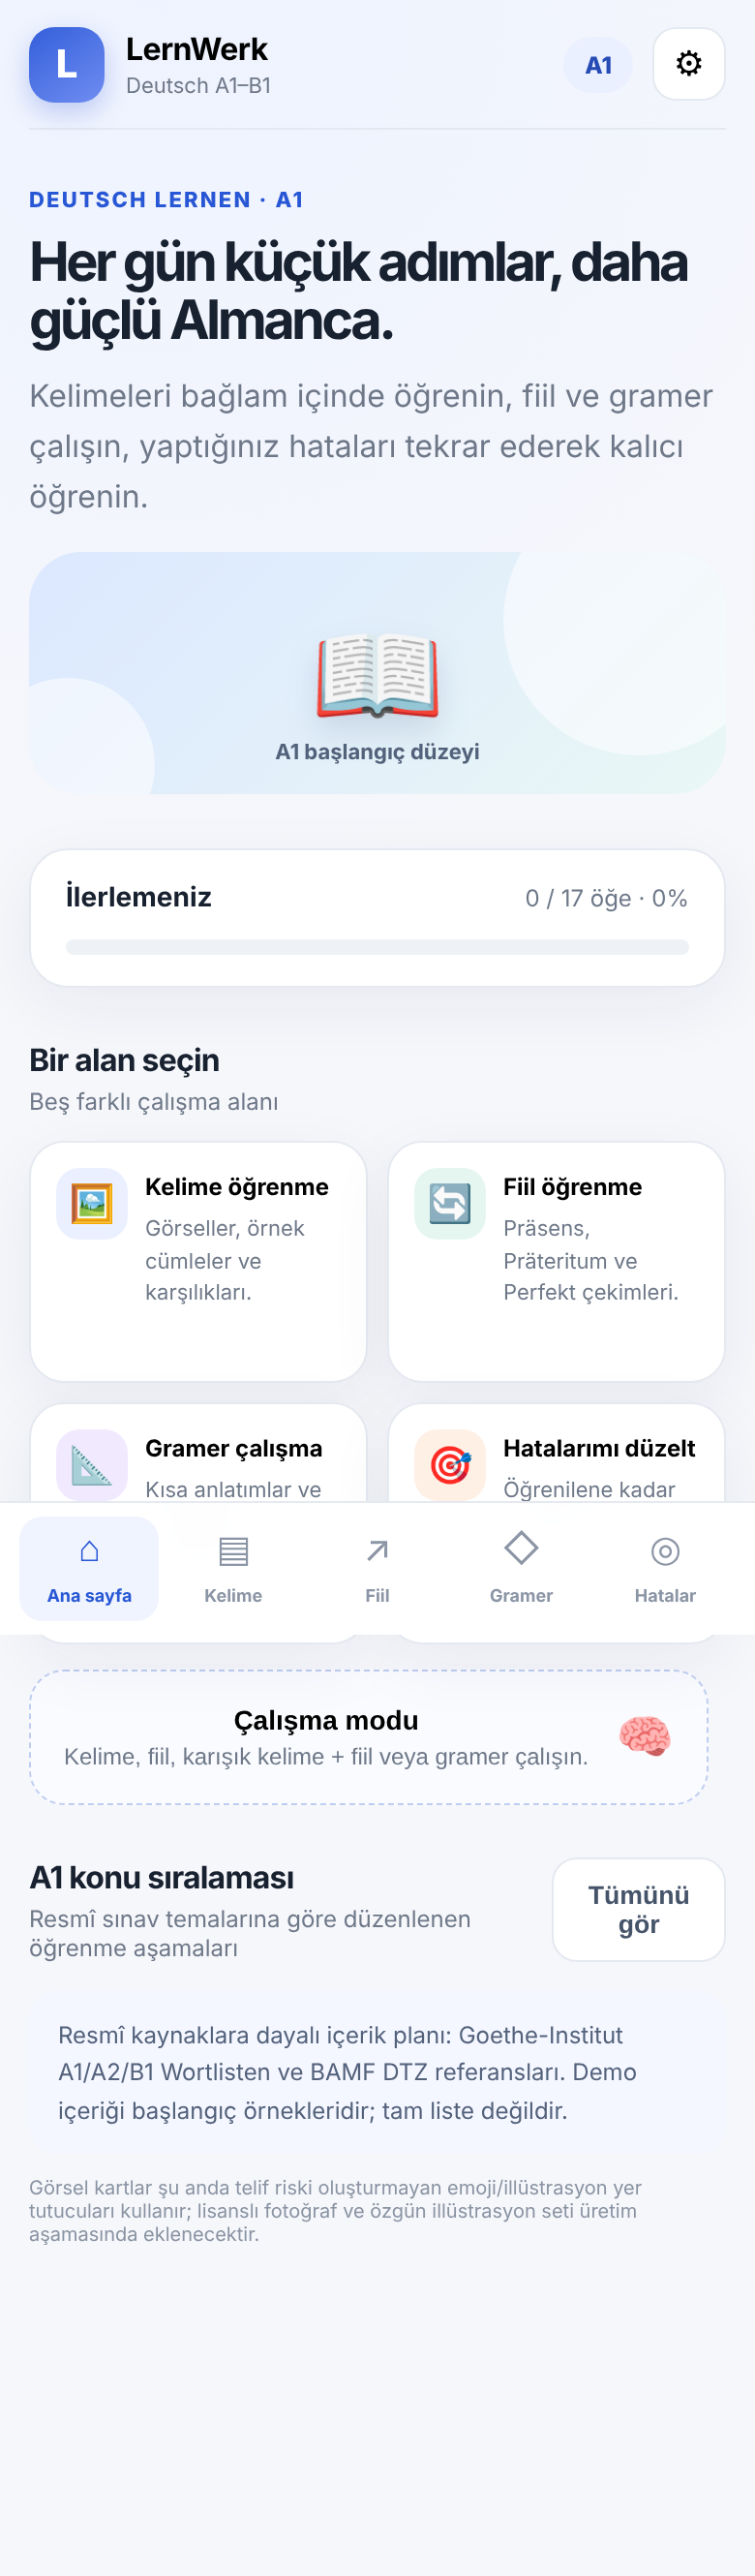 L
LernWerk
Deutsch A1–B1
A1
DEUTSCH LERNEN · A1
Her gün küçük adımlar, daha
güçlü Almanca.
Kelimeleri bağlam içinde öğrenin, fiil ve gramer
çalışın, yaptığınız hataları tekrar ederek kalıcı
öğrenin.
A1 başlangıç düzeyi
İlerlemeniz
0 / 17 öğe · 0%
Bir alan seçin
Beş farklı çalışma alanı
Kelime öğrenme
Görseller, örnek
cümleler ve
karşılıkları.
Fiil öğrenme
Präsens,
Präteritum ve
Perfekt çekimleri.
Gramer çalışma
Kısa anlatımlar ve
Hatalarımı düzelt
Öğrenilene kadar
Ana sayfa
Kelime
Fiil
Gramer
Hatalar
Çalışma modu
Kelime, fiil, karışık kelime + fiil veya gramer çalışın.
A1 konu sıralaması
Resmî sınav temalarına göre düzenlenen
öğrenme aşamaları
Tümünü
gör
Resmî kaynaklara dayalı içerik planı: Goethe-Institut
A1/A2/B1 Wortlisten ve BAMF DTZ referansları. Demo
içeriği başlangıç örnekleridir; tam liste değildir.
Görsel kartlar şu anda telif riski oluşturmayan emoji/illüstrasyon yer
tutucuları kullanır; lisanslı fotoğraf ve özgün illüstrasyon seti üretim
aşamasında eklenecektir.